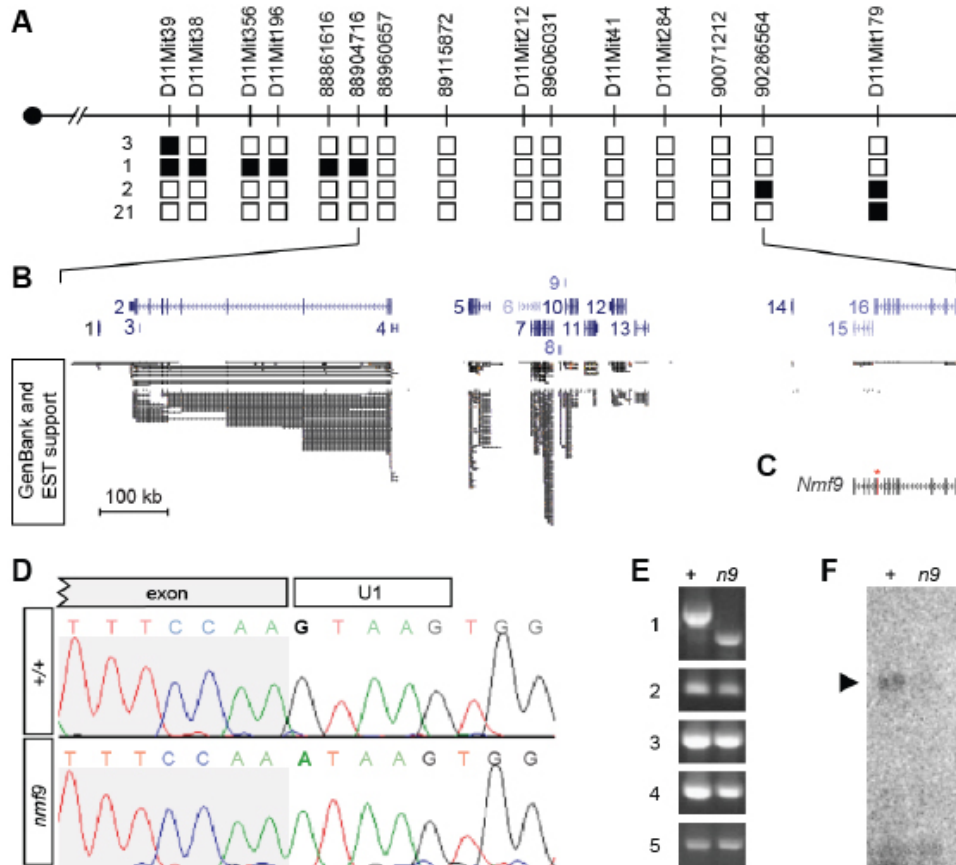 A
D11Mit39
D11Mit38
D11Mit356
D11Mit196
88861616
88904716
88960657
89115872
D11Mit212
89606031
D11Mit41
D11Mit284
90071212
90286564
D11Mit179
3
1
2
21
B
9
2 5 6 10 12 14 16
1 3 4 7 11 13 15
8
GenBank and
EST support
100 kb
C
Nmf9
*
D
exon U1
+/+
T T T C C A A G T A A G T G G
nmf9
T T T C C A A A T A A G T G G
E
+ n9
1
2
3
4
5
F
+ n9